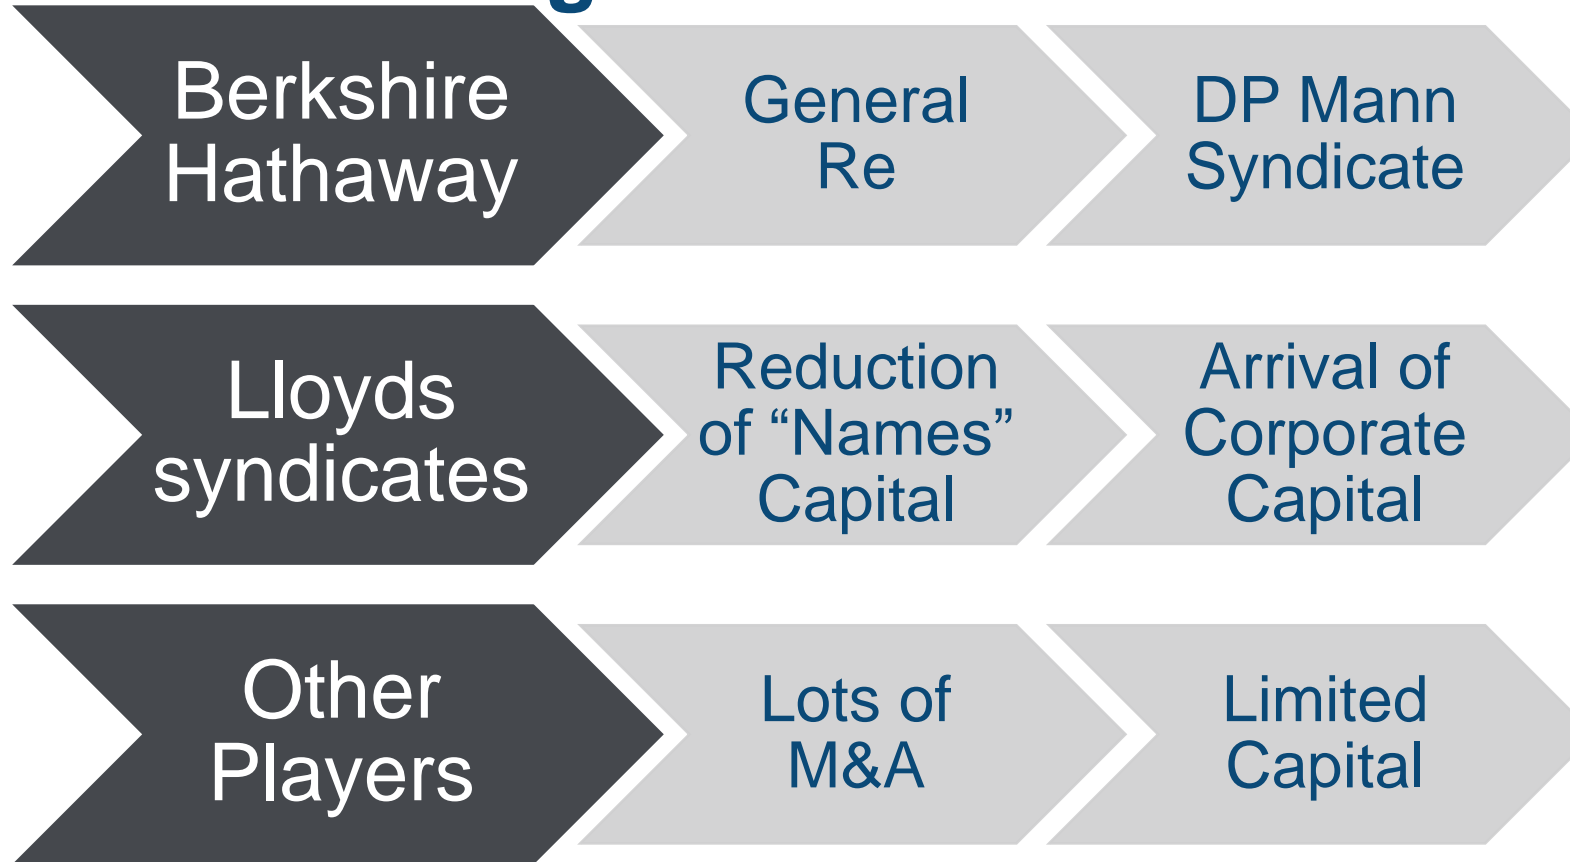 Berkshire
Hathaway
General
Re
DP Mann
Syndicate
Lloyds
syndicates
Reduction
of “Names”
Capital
Arrival of
Corporate
Capital
Other
Players
Lots of
M&A
Limited
Capital